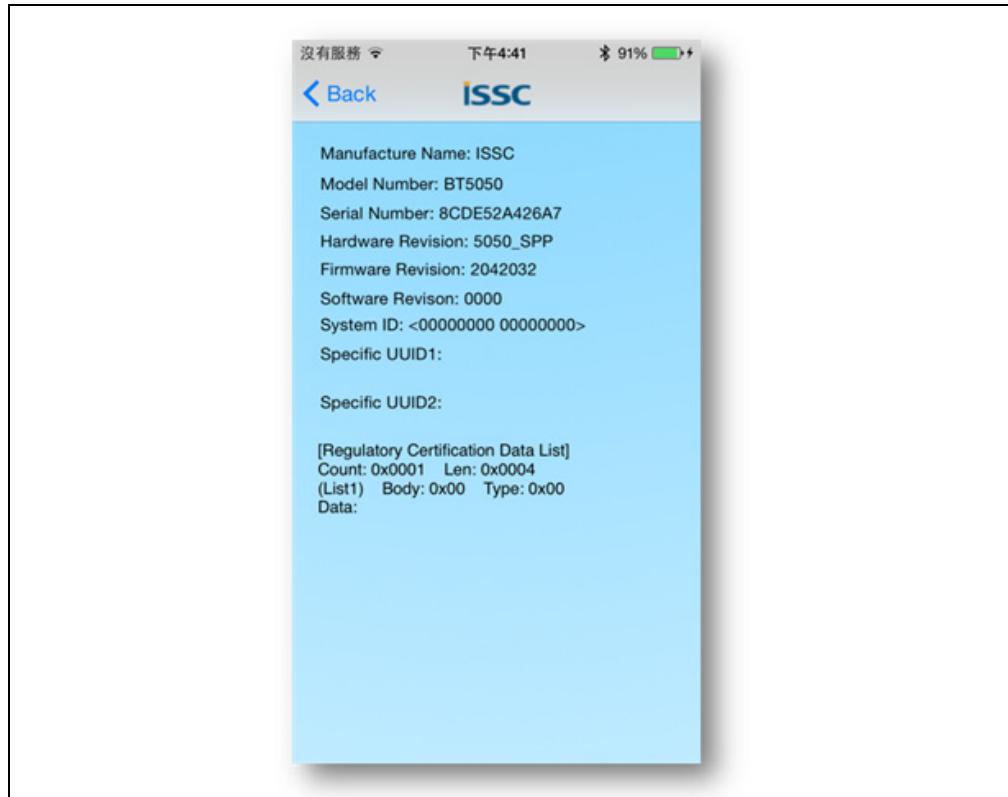 沒有服務 下午4:41 91%
Back ISSC
Manufacture Name: ISSC
Model Number: BT5050
Serial Number: 8CDE52A426A7
Hardware Revision: 5050_SPP
Firmware Revision: 2042032
Software Revison: 0000
System ID: <00000000 00000000>
Specific UUID1:
Specific UUID2:
[Regulatory Certification Data List]
Count: 0x0001 Len: 0x0004
(List1) Body: 0x00 Type: 0x00
Data: